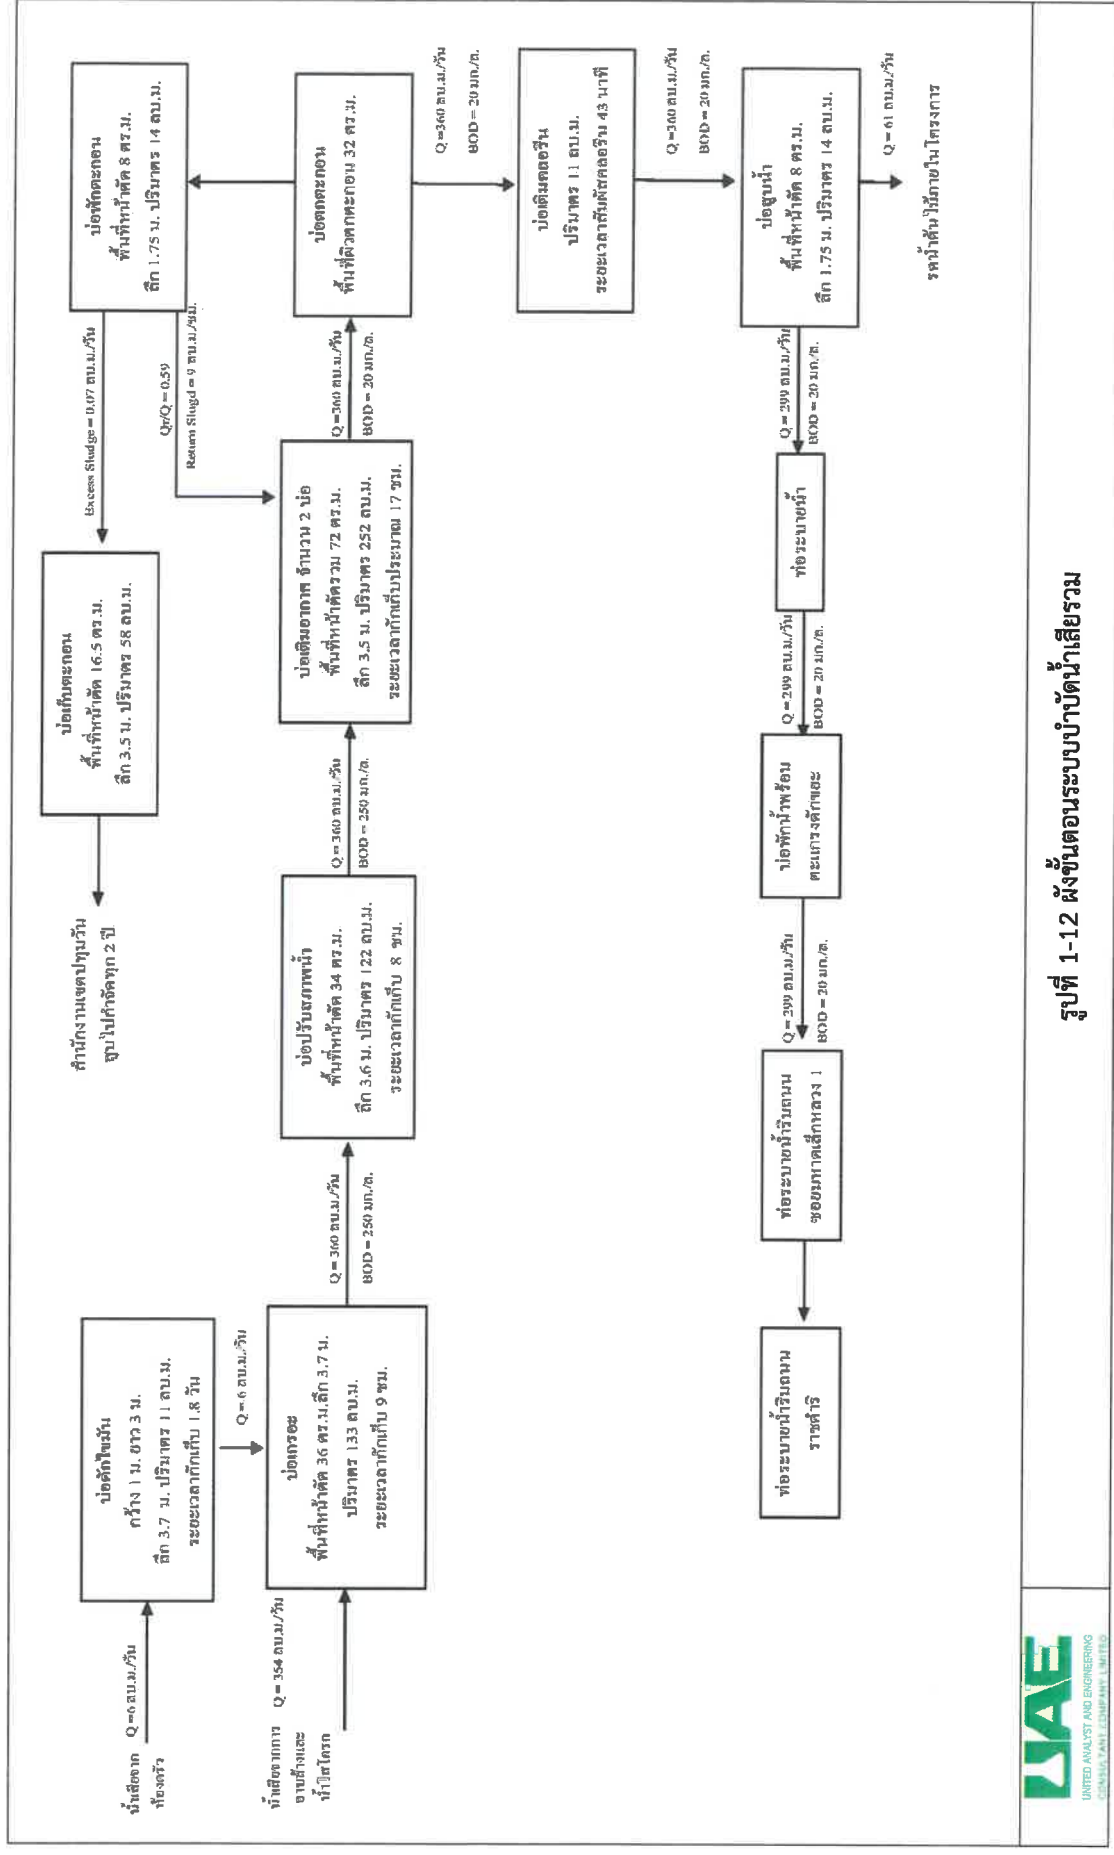 น้ำเสียจาก
ห้องครัว
Q =6 ลบ.ม./วัน
บ่อดักไขมัน
กว้าง 1 ม. ยาว 3 ม.
ลึก 3.7 ม. ปริมาตร 11 ลบ.ม.
ระยะเวลากักเก็บ 1.8 วัน
Q =6 ลบ.ม./วัน
น้ำเสียจากการ
อาบล้างและ
น้ำโสโครก
Q = 354 ลบ.ม./วัน
บ่อเกรอะ
พื้นที่หน้าตัด 36 ตร.ม.ลึก 3.7 ม.
ปริมาตร 133 ลบ.ม.
ระยะเวลากักเก็บ 9 ชม.
Q = 360 ลบ.ม./วัน
BOD = 250 มก./ล.
บ่อปรับสภาพน้ำ
พื้นที่หน้าตัด 34 ตร.ม.
ลึก 3.6 ม. ปริมาตร 122 ลบ.ม.
ระยะเวลากักเก็บ 8 ชม.
Q = 360 ลบ.ม./วัน
BOD = 250 มก./ล.
บ่อเติมอากาศ จำนวน 2 บ่อ
พื้นที่หน้าตัดรวม 72 ตร.ม.
ลึก 3.5 ม. ปริมาตร 252 ลบ.ม.
ระยะเวลากักเก็บประมาณ 17 ชม.
Q =360 ลบ.ม./วัน
BOD = 20 มก./ล.
บ่อตกตะกอน
พื้นที่ผิวตกตะกอน 32 ตร.ม.
บ่อพักตะกอน
พื้นที่หน้าตัด 8 ตร.ม.
ลึก 1.75 ม. ปริมาตร 14 ลบ.ม.
Excess Sludge = 0.07 ลบ.ม./วัน
Qr/Q = 0.59
Return Slugd = 9 ลบ.ม./ชม.
บ่อเก็บตะกอน
พื้นที่หน้าตัด 16.5 ตร.ม.
ลึก 3.5 ม. ปริมาตร 58 ลบ.ม.
สำนักงานเขตปทุมวัน
สูบไปกำจัดทุก 2 ปี
Q =360 ลบ.ม./วัน
BOD = 20 มก./ล.
บ่อเติมคลอรีน
ปริมาตร 11 ลบ.ม.
ระยะเวลาสัมผัสคลอรีน 43 นาที
Q =360 ลบ.ม./วัน
BOD = 20 มก./ล.
บ่อสูบน้ำ
พื้นที่หน้าตัด 8 ตร.ม.
ลึก 1.75 ม. ปริมาตร 14 ลบ.ม.
Q = 61 ลบ.ม./วัน
รดน้ำต้นไม้ภายในโครงการ
Q = 299 ลบ.ม./วัน
BOD = 20 มก./ล.
ท่อระบายน้ำ
Q = 299 ลบ.ม./วัน
BOD = 20 มก./ล.
บ่อพักน้ำพร้อม
ตะแกรงดักขยะ
Q = 299 ลบ.ม./วัน
BOD = 20 มก./ล.
ท่อระบายน้ำริมถนน
ซอยมหาดเล็กหลวง 1
ท่อระบายน้ำริมถนน
ราชดำริ
UAE
UNITED ANALYST AND ENGINEERING
CONSULTANT COMPANY LIMITED
รูปที่ 1-12 ผังขั้นตอนระบบบำบัดน้ำเสียรวม